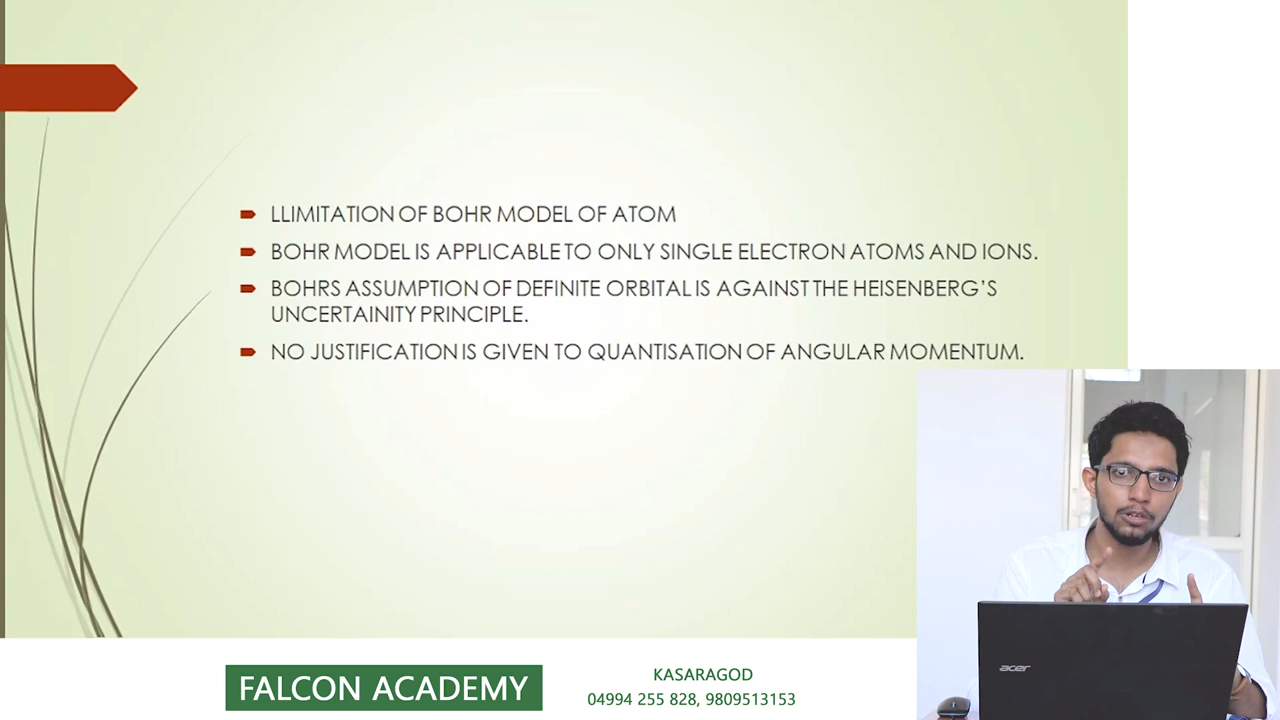 LLIMITATION OF BOHR MODEL OF ATOM
BOHR MODEL IS APPLICABLE TO ONLY SINGLE ELECTRON ATOMS AND IONS.
BOHRS ASSUMPTION OF DEFINITE ORBITAL IS AGAINST THE HEISENBERG’S
UNCERTAINITY PRINCIPLE.
NO JUSTIFICATION IS GIVEN TO QUANTISATION OF ANGULAR MOMENTUM.
acer
FALCON ACADEMY
KASARAGOD
04994 255 828, 9809513153